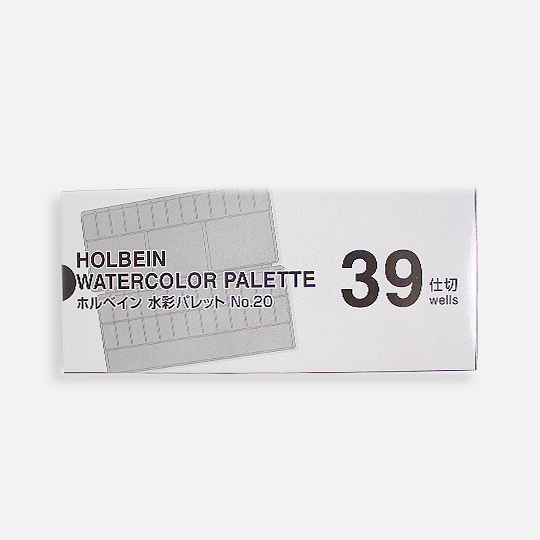 HOLBEIN
WATERCOLOR PALETTE
ホルベイン 水彩パレット No.20
39 仕切
wells